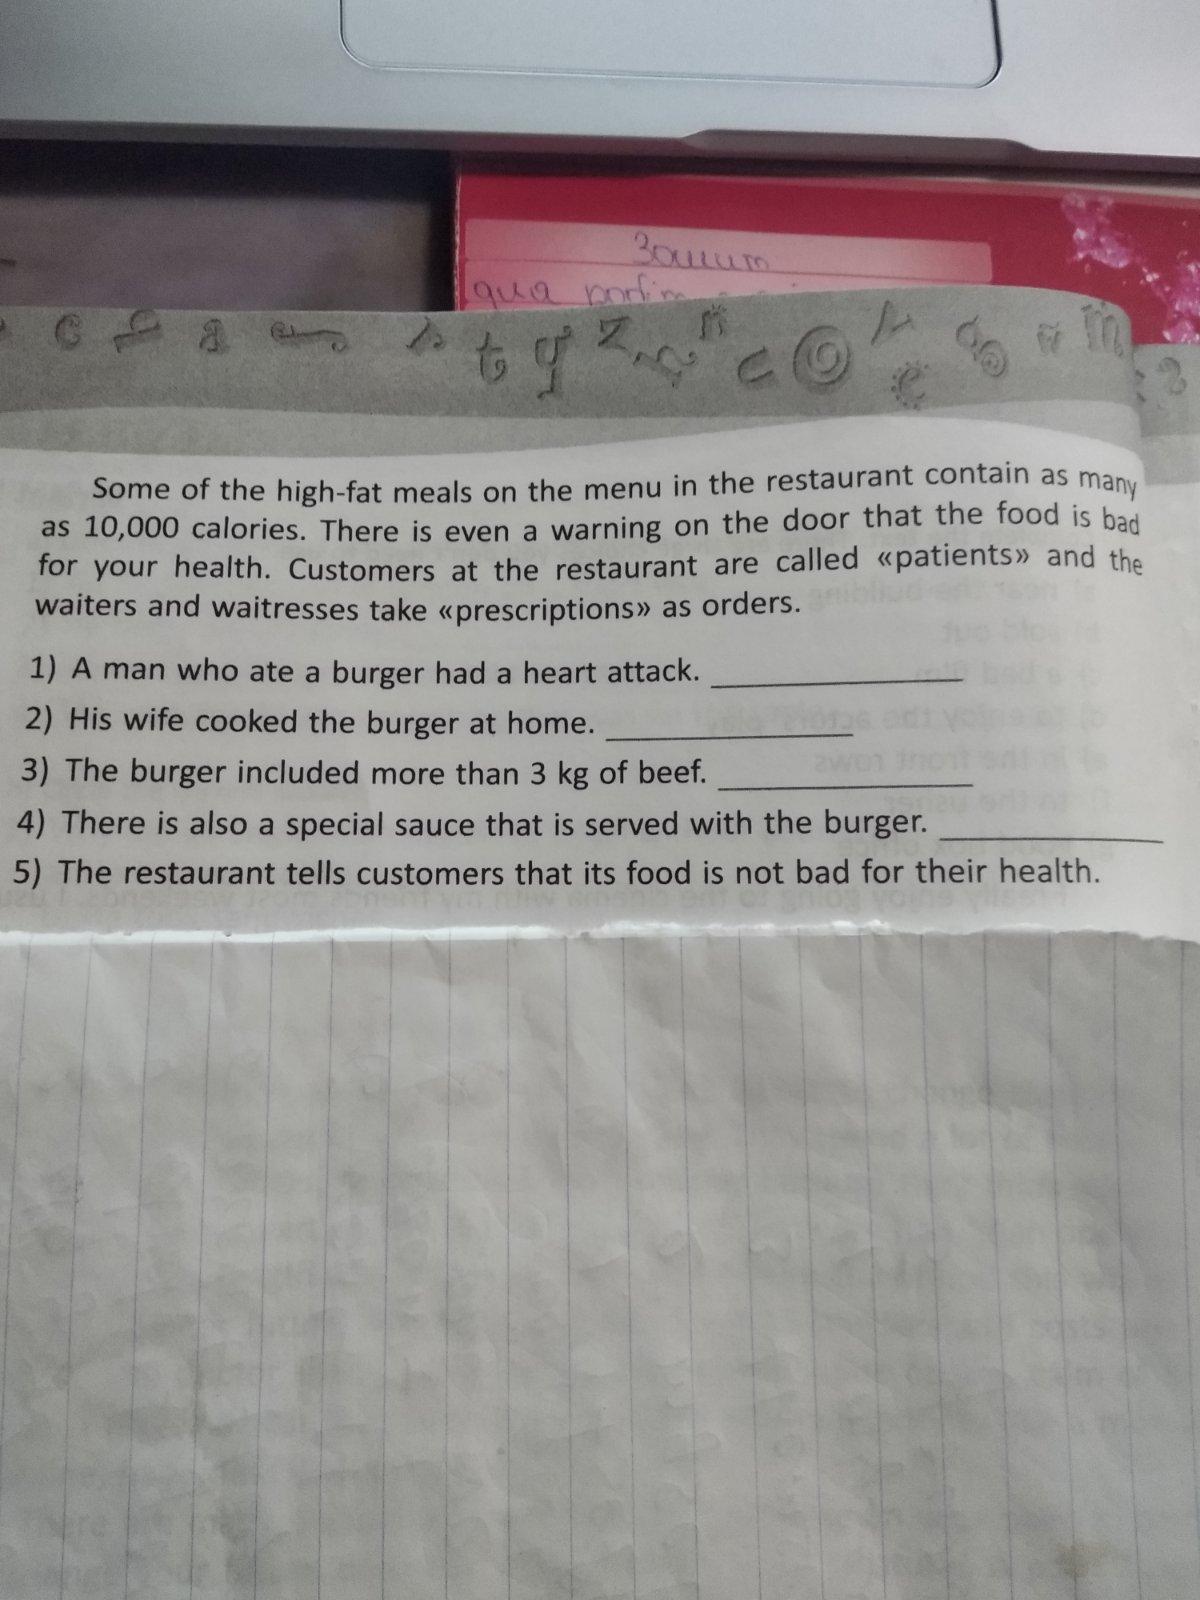 Зошит
для
Some of the high-fat meals on the menu in the restaurant contain as many
as 10,000 calories. There is even a warning on the door that the food is bad
for your health. Customers at the restaurant are called «patients» and the
waiters and waitresses take «prescriptions» as orders.
1) A man who ate a burger had a heart attack.
2) His wife cooked the burger at home.
3) The burger included more than 3 kg of beef.
4) There is also a special sauce that is served with the burger.
5) The restaurant tells customers that its food is not bad for their health.